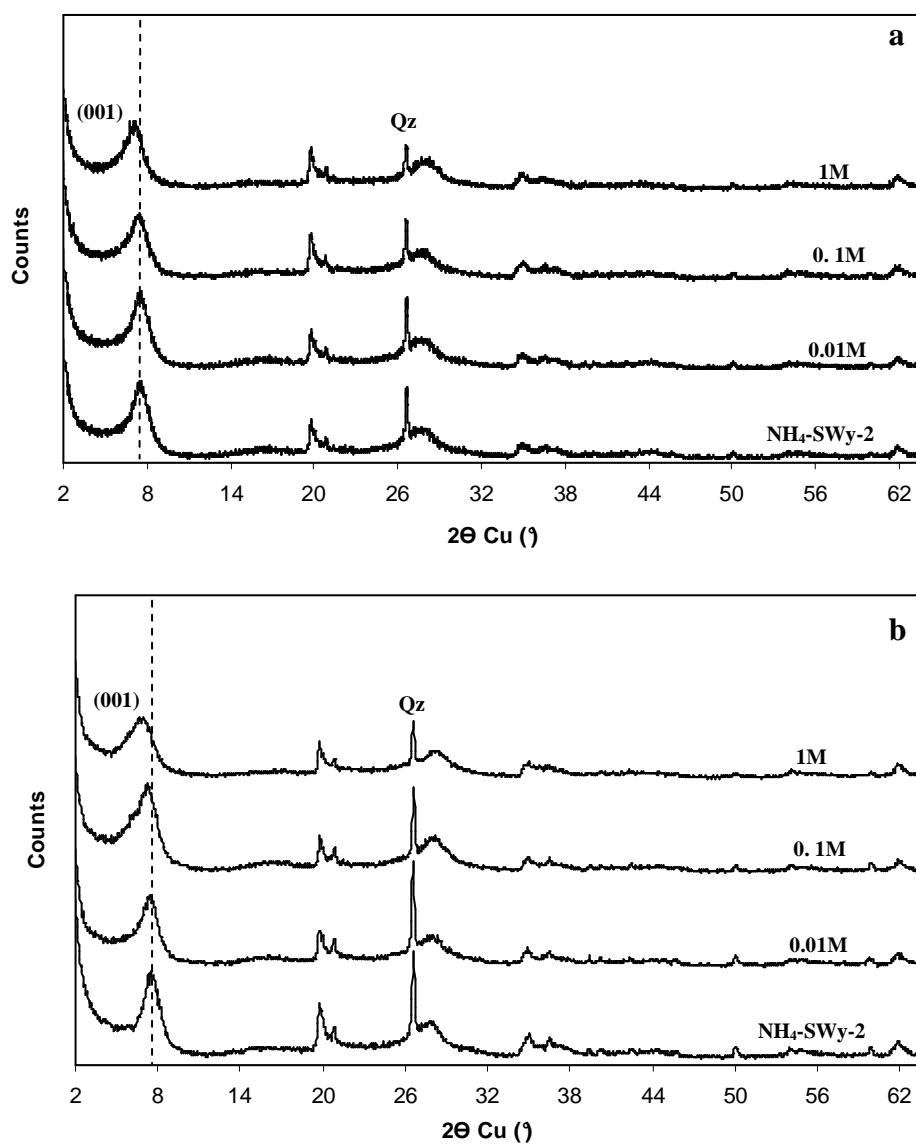 a
(001)
Qz
1M
0. 1M
0.01M
NH₄-SWy-2
Counts
2 8 14 20 26 32 38 44 50 56 62
2Θ Cu (°)
b
(001)
Qz
1M
0. 1M
0.01M
NH₄-SWy-2
Counts
2 8 14 20 26 32 38 44 50 56 62
2Θ Cu (°)